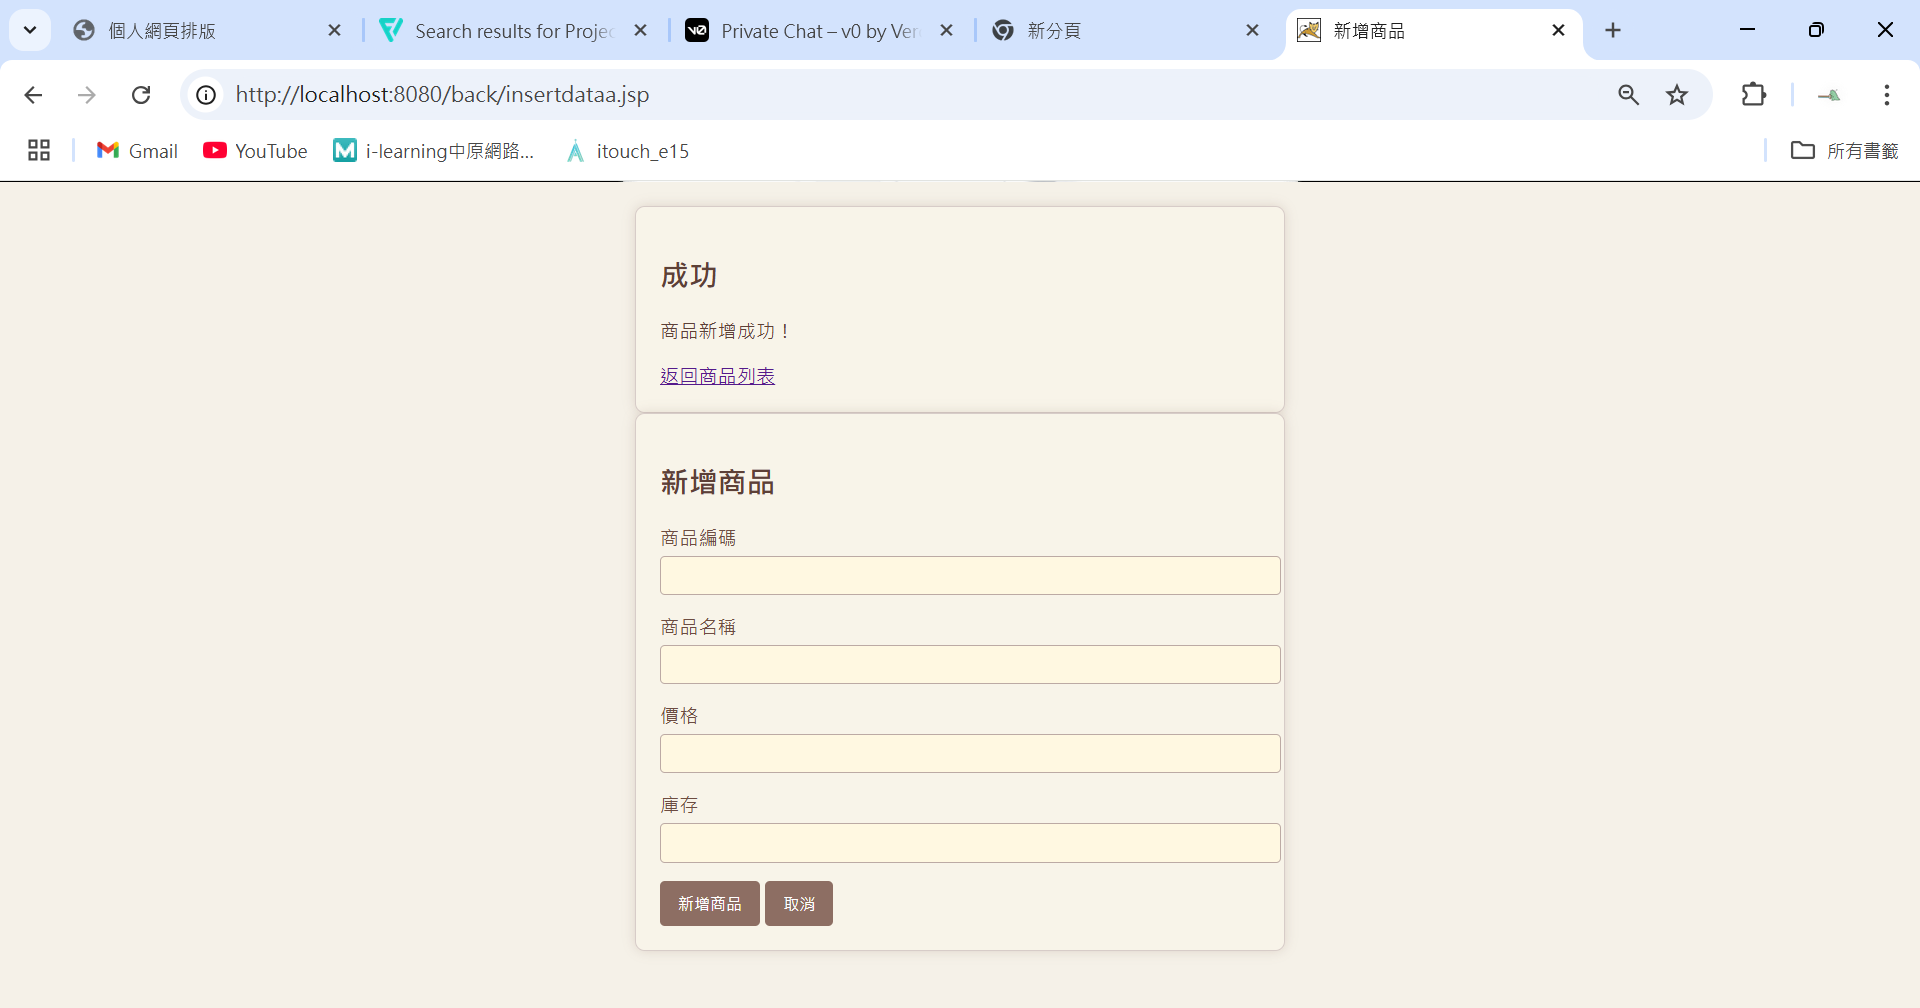 個人網頁排版
Search results for Projec
Private Chat – v0 by Ver
新分頁
新增商品
http://localhost:8080/back/insertdataa.jsp
Gmail
YouTube
i-learning中原網路...
itouch_e15
所有書籤
成功
商品新增成功！
返回商品列表
新增商品
商品編碼
商品名稱
價格
庫存
新增商品 取消